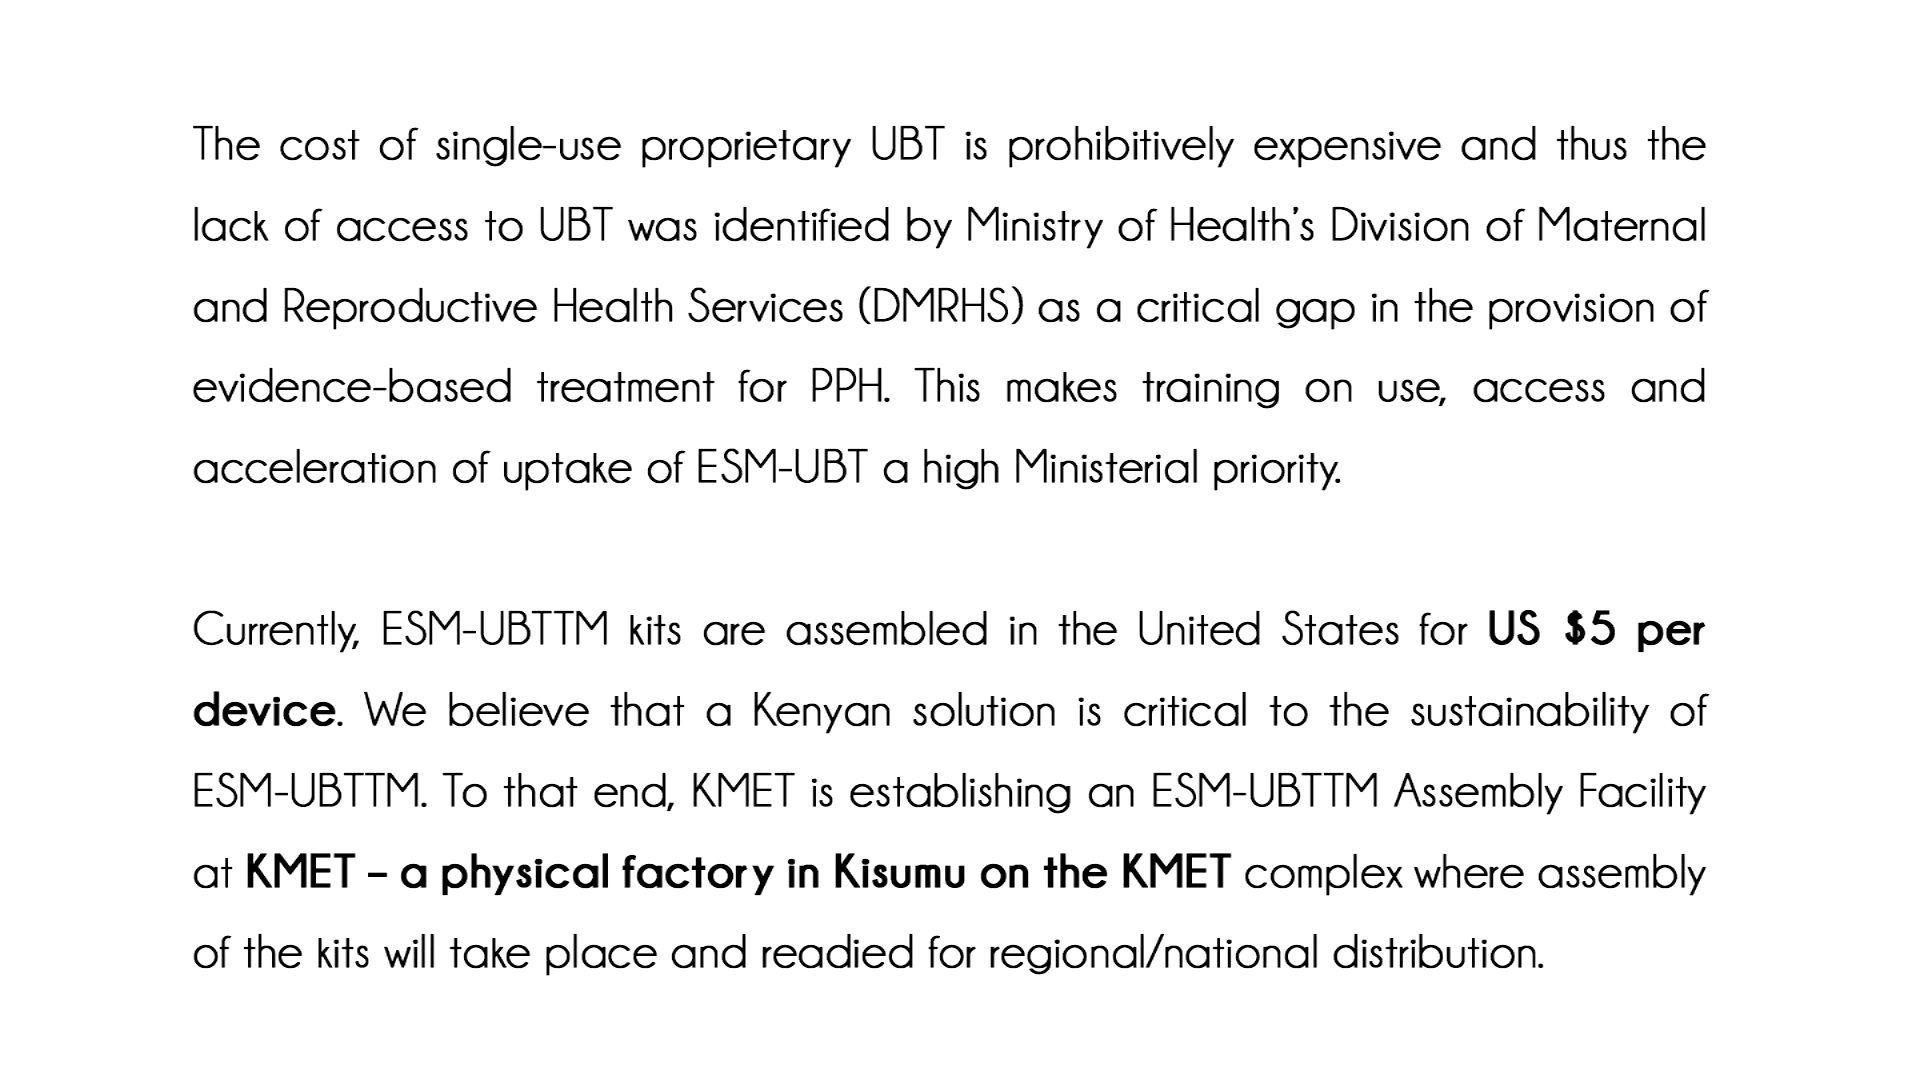 The cost of single-use proprietary UBT is prohibitively expensive and thus the
lack of access to UBT was identified by Ministry of Health’s Division of Maternal
and Reproductive Health Services (DMRHS) as a critical gap in the provision of
evidence-based treatment for PPH. This makes training on use, access and
acceleration of uptake of ESM-UBT a high Ministerial priority.
Currently, ESM-UBTTM kits are assembled in the United States for US $5 per
device. We believe that a Kenyan solution is critical to the sustainability of
ESM-UBTTM. To that end, KMET is establishing an ESM-UBTTM Assembly Facility
at KMET – a physical factory in Kisumu on the KMET complex where assembly
of the kits will take place and readied for regional/national distribution.